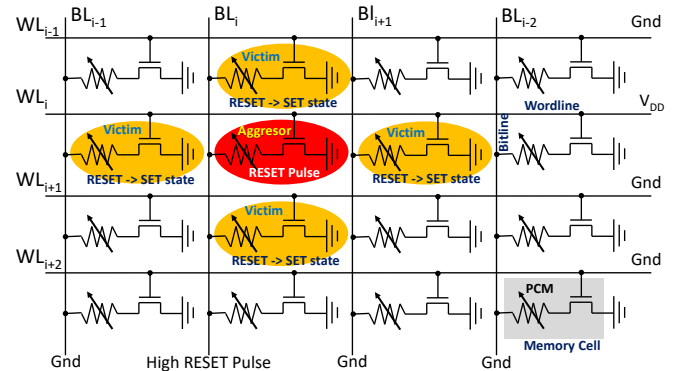 BLi-1 BLi Bli+1 BLi-2
WLi-1 Gnd
Victim
RESET -> SET state
WLi VDD
Wordline
Victim Aggresor Victim Bitline
RESET Pulse
RESET -> SET state RESET -> SET state
WLi+1 Gnd
Victim
RESET -> SET state
WLi+2 Gnd
PCM
Memory Cell
Gnd High RESET Pulse Gnd Gnd